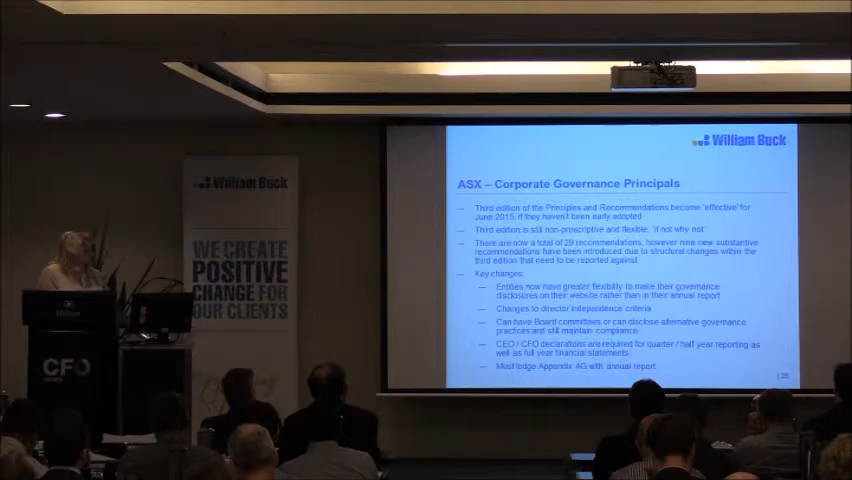 William Buck
ASX – Corporate Governance Principals
— Third edition of the Principles and Recommendations become 'effective' for
June 2015, if they haven't been early adopted
— Third edition is still non-prescriptive and flexible, 'if not why not'
— There are now a total of 29 recommendations, however nine new substantive
recommendations have been introduced due to structural changes within the
third edition that need to be reported against
— Key changes:
— Entities now have greater flexibility to make their governance
disclosures on their website rather than in their annual report
— Changes to director independence criteria
— Can have Board committees or can disclose alternative governance
practices and still maintain compliance
— CEO / CFO declarations are required for quarter / half year reporting as
well as full year financial statements
— Must lodge Appendix 4G with annual report
William Buck
WE CREATE
POSITIVE
CHANGE FOR
OUR CLIENTS
Hilton
CFO